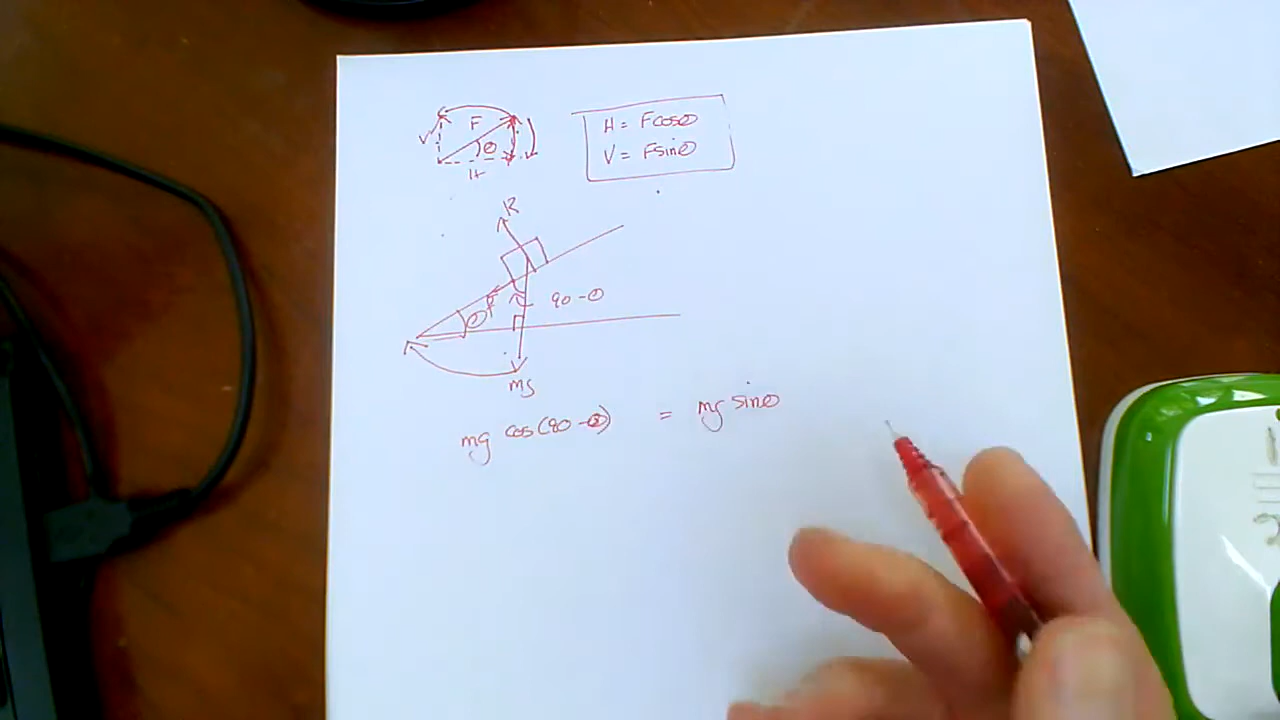 F
V
θ
H
H = Fcosθ
V = Fsinθ
R
θ
90 - θ
mg
mg cos(90 - θ) = mg sinθ